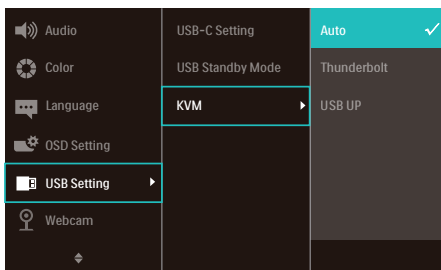 Audio
Color
Language
OSD Setting
USB Setting
Webcam
USB-C Setting
USB Standby Mode
KVM
Auto
Thunderbolt
USB UP